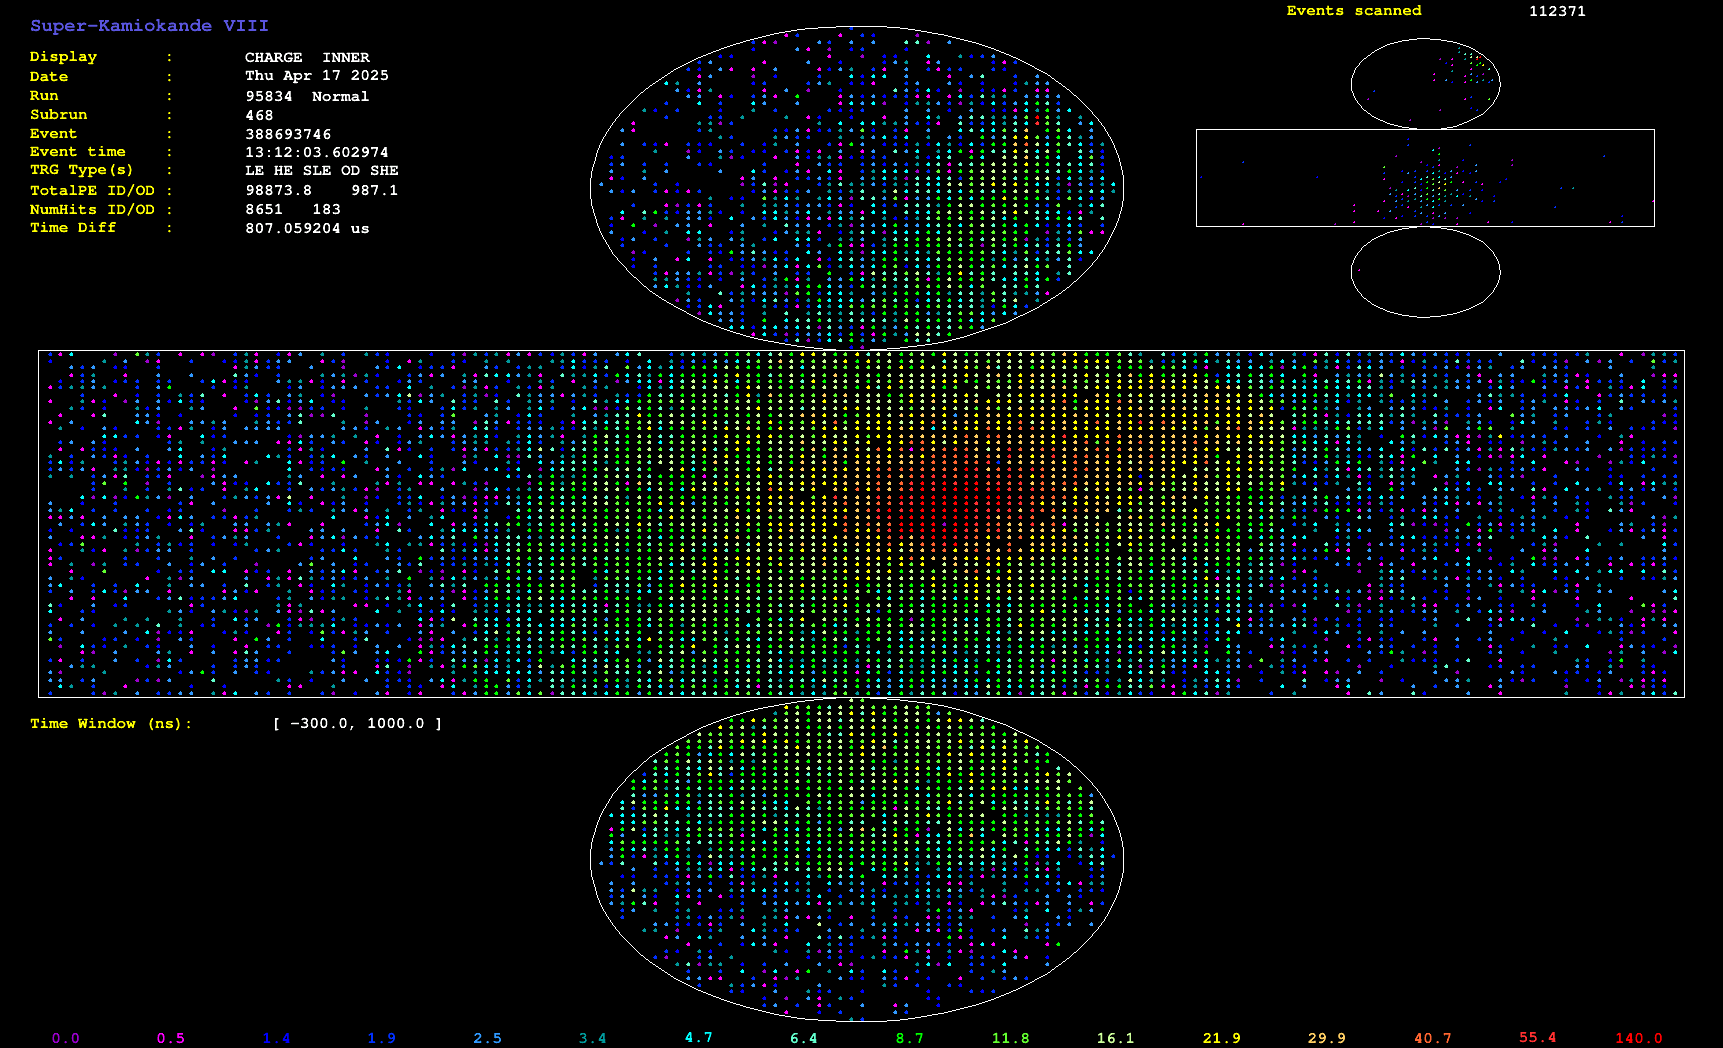 Super-Kamiokande VIII
Events scanned 112371
Display : CHARGE INNER
Date : Thu Apr 17 2025
Run : 95834 Normal
Subrun : 468
Event : 388693746
Event time : 13:12:03.602974
TRG Type(s) : LE HE SLE OD SHE
TotalPE ID/OD : 98873.8 987.1
NumHits ID/OD : 8651 183
Time Diff : 807.059204 us
Time Window (ns): [ -300.0, 1000.0 ]
0.0 0.5 1.4 1.9 2.5 3.4 4.7 6.4 8.7 11.8 16.1 21.9 29.9 40.7 55.4 140.0